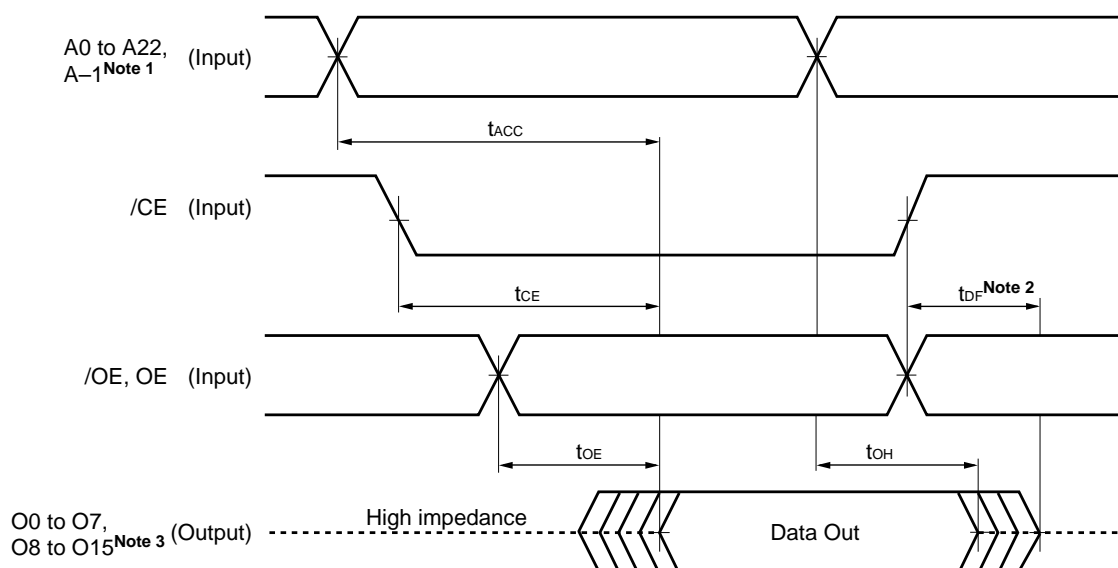 A0 to A22, (Input)
A–1Note 1
tACC
/CE (Input)
tCE
tDFNote 2
/OE, OE (Input)
tOE
tOH
O0 to O7, (Output)
O8 to O15Note 3
High impedance
Data Out